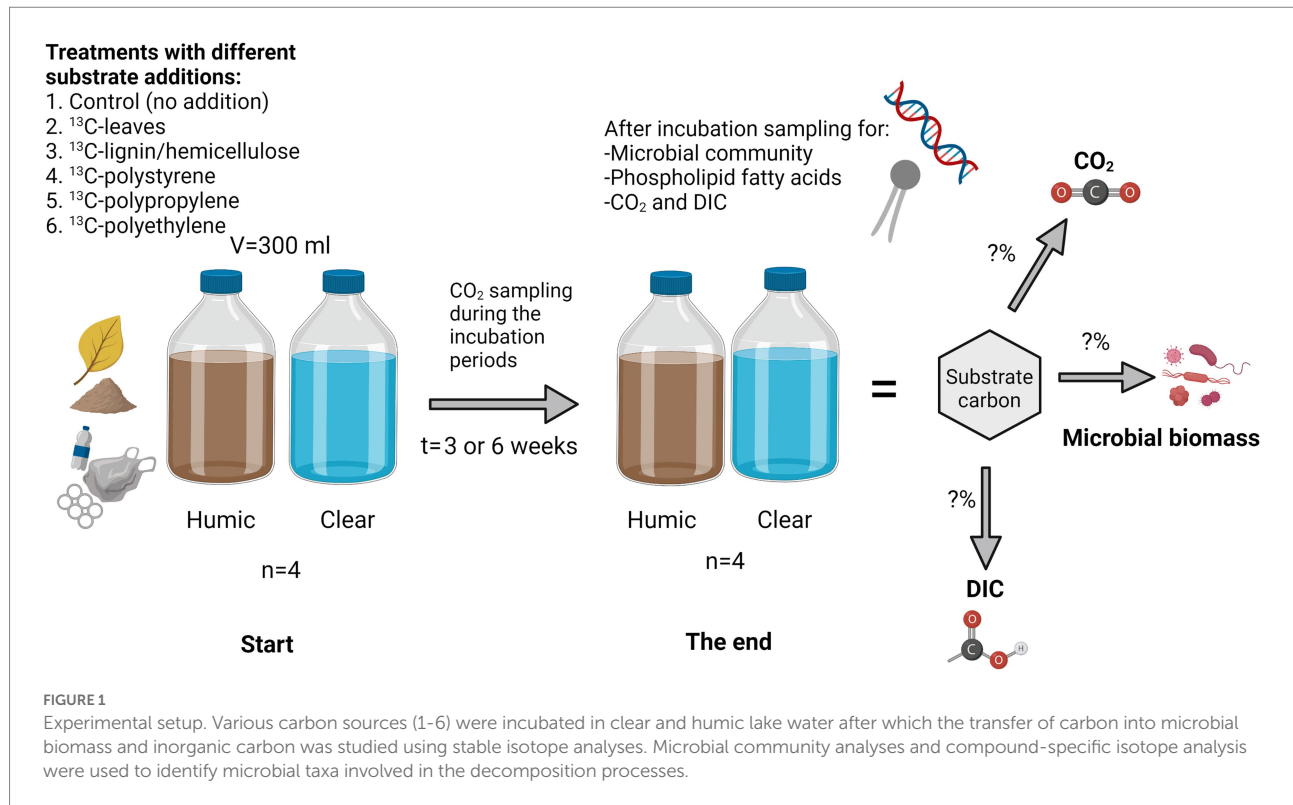 Treatments with different
substrate additions:
1. Control (no addition)
2. ¹³C-leaves
3. ¹³C-lignin/hemicellulose
4. ¹³C-polystyrene
5. ¹³C-polypropylene
6. ¹³C-polyethylene
V=300 ml
Humic
Clear
n=4
Start
CO₂ sampling
during the
incubation
periods
t=3 or 6 weeks
After incubation sampling for:
-Microbial community
-Phospholipid fatty acids
-CO₂ and DIC
Humic
Clear
n=4
The end
=
Substrate
carbon
?%
CO₂
O C O
?%
Microbial biomass
?%
DIC
O
C
O
H
FIGURE 1
Experimental setup. Various carbon sources (1-6) were incubated in clear and humic lake water after which the transfer of carbon into microbial
biomass and inorganic carbon was studied using stable isotope analyses. Microbial community analyses and compound-specific isotope analysis
were used to identify microbial taxa involved in the decomposition processes.